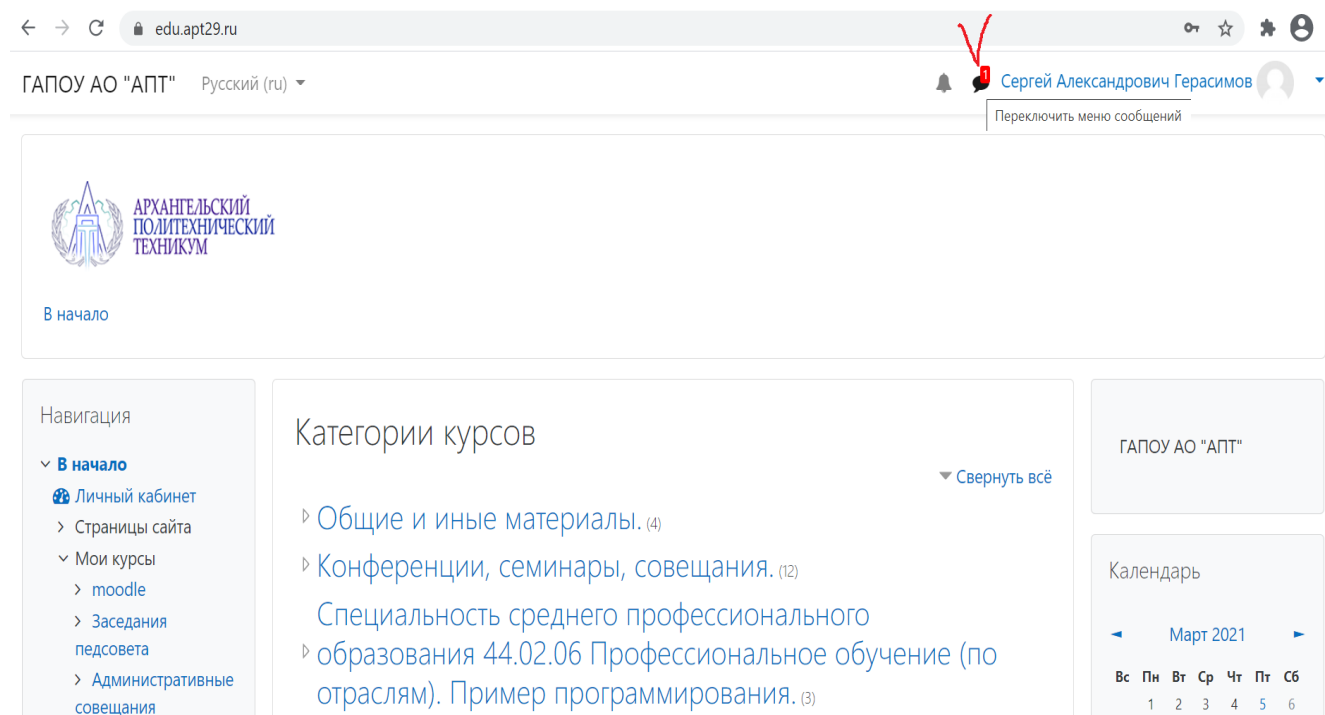 edu.apt29.ru
ГАПОУ АО "АПТ" Русский (ru)
1 Сергей Александрович Герасимов
Переключить меню сообщений
АРХАНГЕЛЬСКИЙ
ПОЛИТЕХНИЧЕСКИЙ
ТЕХНИКУМ
В начало
Навигация
В начало
Личный кабинет
Страницы сайта
Мои курсы
moodle
Заседания
педсовета
Административные
совещания
Категории курсов
Свернуть всё
Общие и иные материалы. (4)
Конференции, семинары, совещания. (12)
Специальность среднего профессионального
образования 44.02.06 Профессиональное обучение (по
отраслям). Пример программирования. (3)
ГАПОУ АО "АПТ"
Календарь
◄ Март 2021 ►
Вс Пн Вт Ср Чт Пт Сб
1 2 3 4 5 6